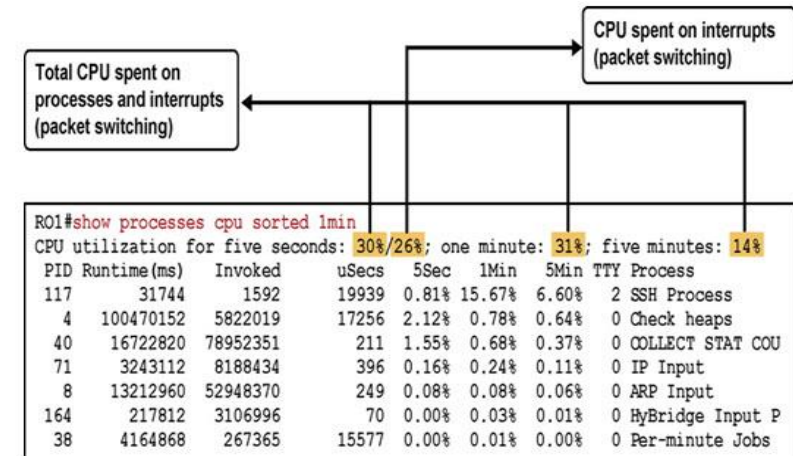 CPU spent on interrupts
(packet switching)
Total CPU spent on
processes and interrupts
(packet switching)
RO1#show processes cpu sorted 1min
CPU utilization for five seconds: 30%/26%; one minute: 31%; five minutes: 14%
PID Runtime(ms) Invoked uSecs 5Sec 1Min 5Min TTY Process
117 31744 1592 19939 0.81% 15.67% 6.60% 2 SSH Process
4 100470152 5822019 17256 2.12% 0.78% 0.64% 0 Check heaps
40 16722820 78952351 211 1.55% 0.68% 0.37% 0 COLLECT STAT COU
71 3243112 8188434 396 0.16% 0.24% 0.11% 0 IP Input
8 13212960 52948370 249 0.08% 0.08% 0.06% 0 ARP Input
164 217812 3106996 70 0.00% 0.03% 0.01% 0 HyBridge Input P
38 4164868 267365 15577 0.00% 0.01% 0.00% 0 Per-minute Jobs